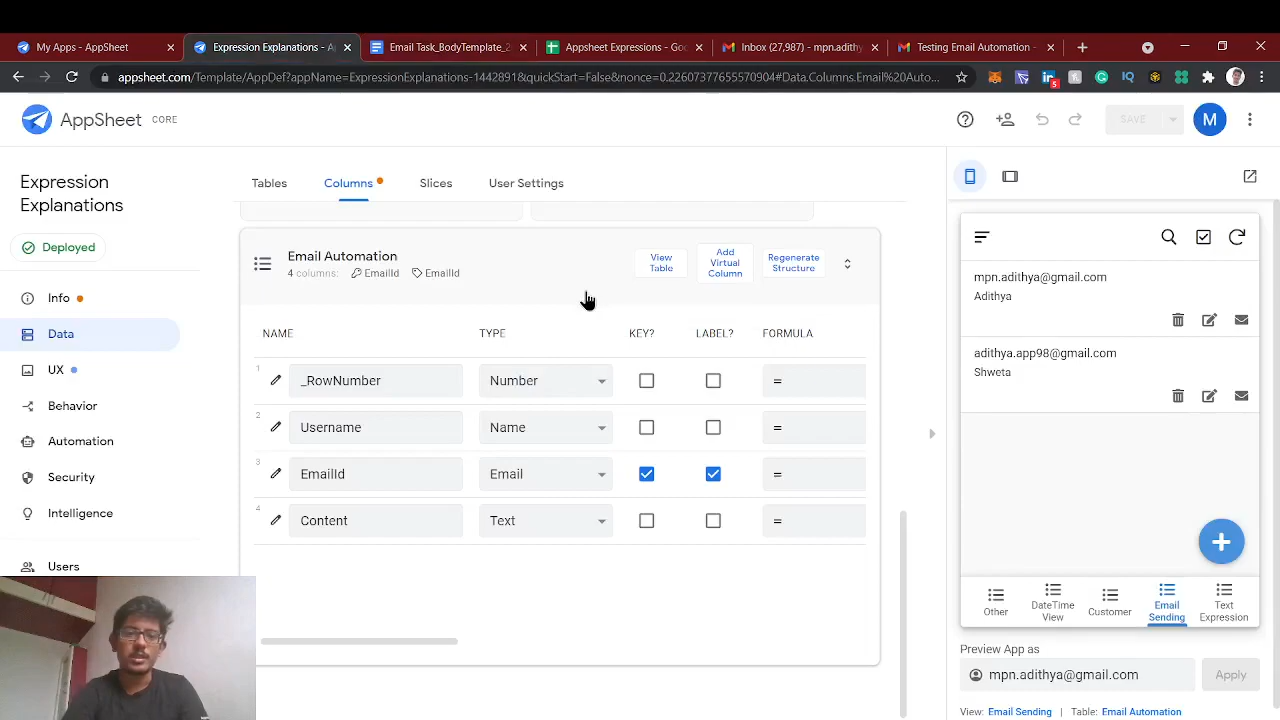 My Apps - AppSheet
Expression Explanations - A
Email Task_BodyTemplate_2
Appsheet Expressions - Goo
Inbox (27,987) - mpn.adithy
Testing Email Automation -
appsheet.com/Template/AppDef?appName=ExpressionExplanations-1442891&quickStart=False&nonce=0.22607377655570904#Data.Columns.Email%20Auto...
AppSheet CORE
SAVE
M
Expression
Explanations
Deployed
Info
Data
UX
Behavior
Automation
Security
Intelligence
Users
Tables
Columns
Slices
User Settings
Email Automation
4 columns: EmailId EmailId
View
Table
Add
Virtual
Column
Regenerate
Structure
NAME TYPE KEY? LABEL? FORMULA
1 _RowNumber Number =
2 Username Name =
3 EmailId Email =
4 Content Text =
mpn.adithya@gmail.com
Adithya
adithya.app98@gmail.com
Shweta
Other
DateTime
View
Customer
Email
Sending
Text
Expression
Preview App as
mpn.adithya@gmail.com
Apply
View: Email Sending | Table: Email Automation